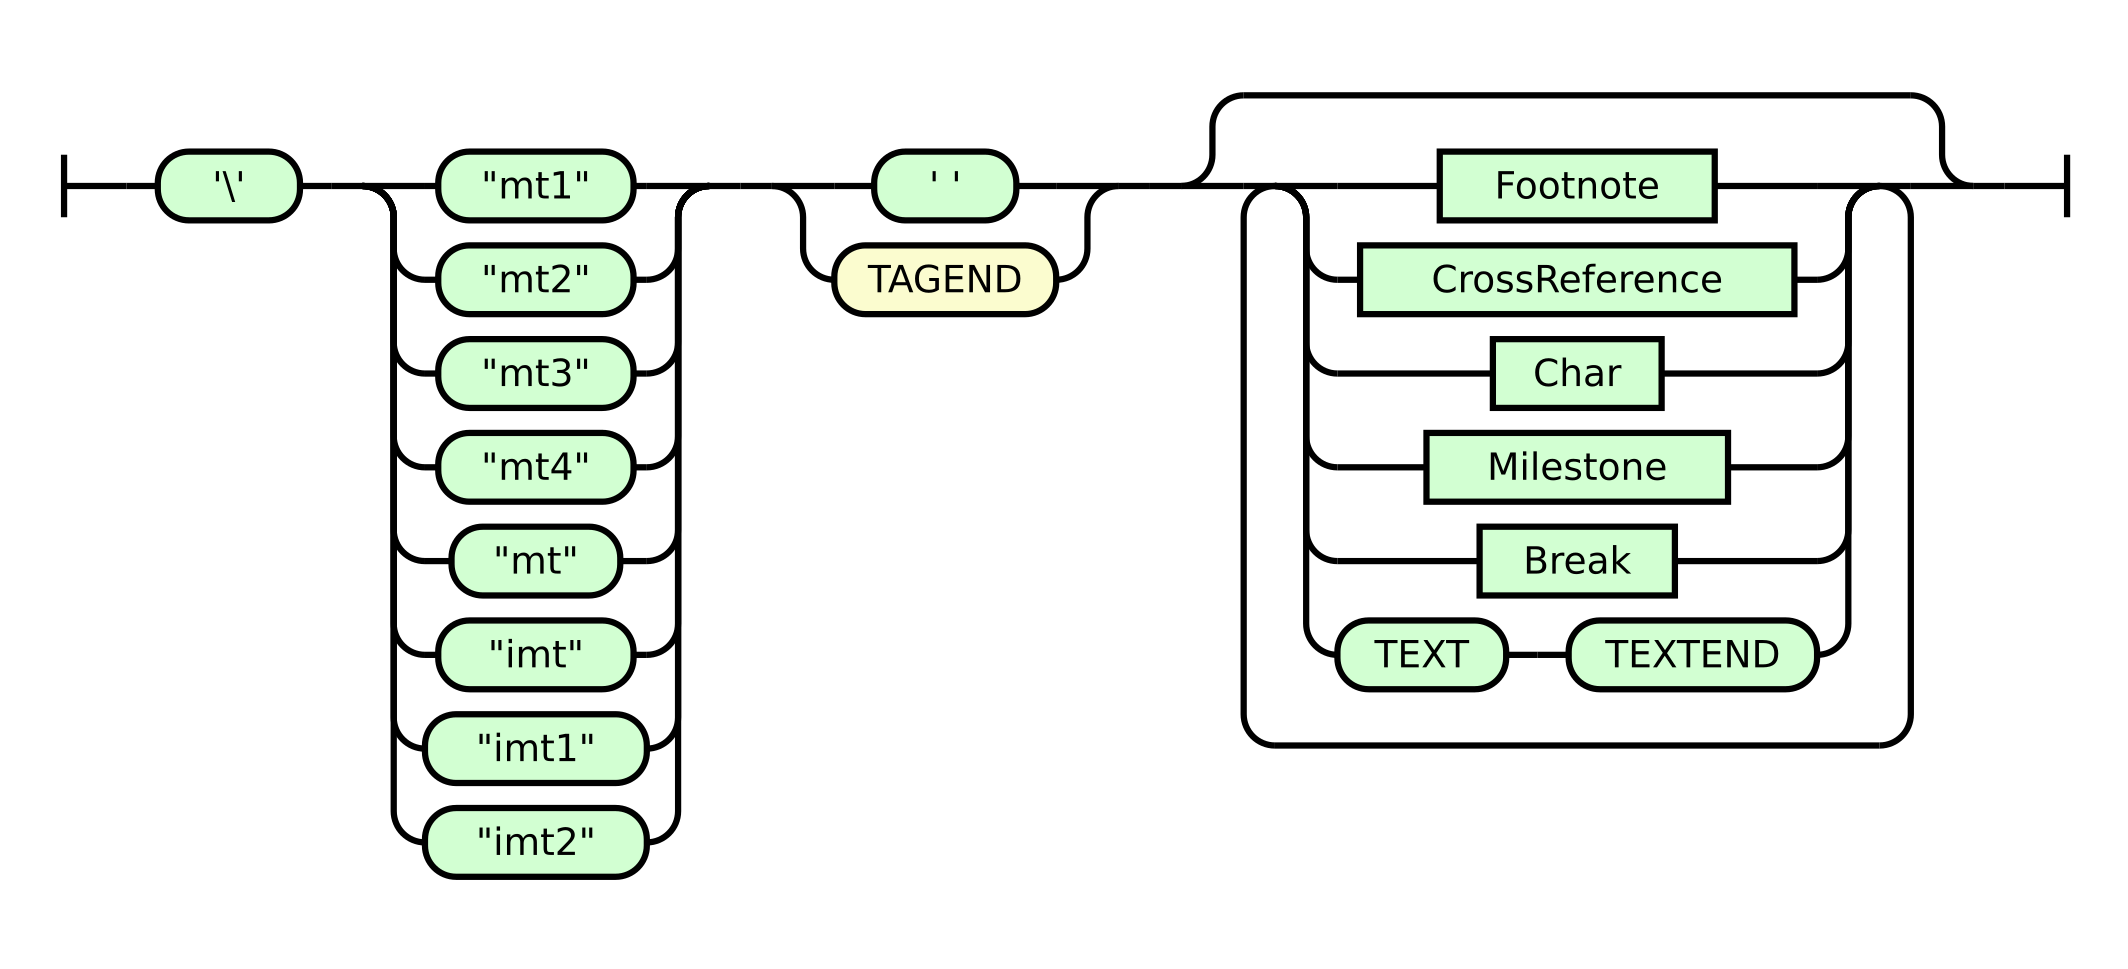 '\'
"mt1"
"mt2"
"mt3"
"mt4"
"mt"
"imt"
"imt1"
"imt2"
' '
TAGEND
Footnote
CrossReference
Char
Milestone
Break
TEXT TEXTEND